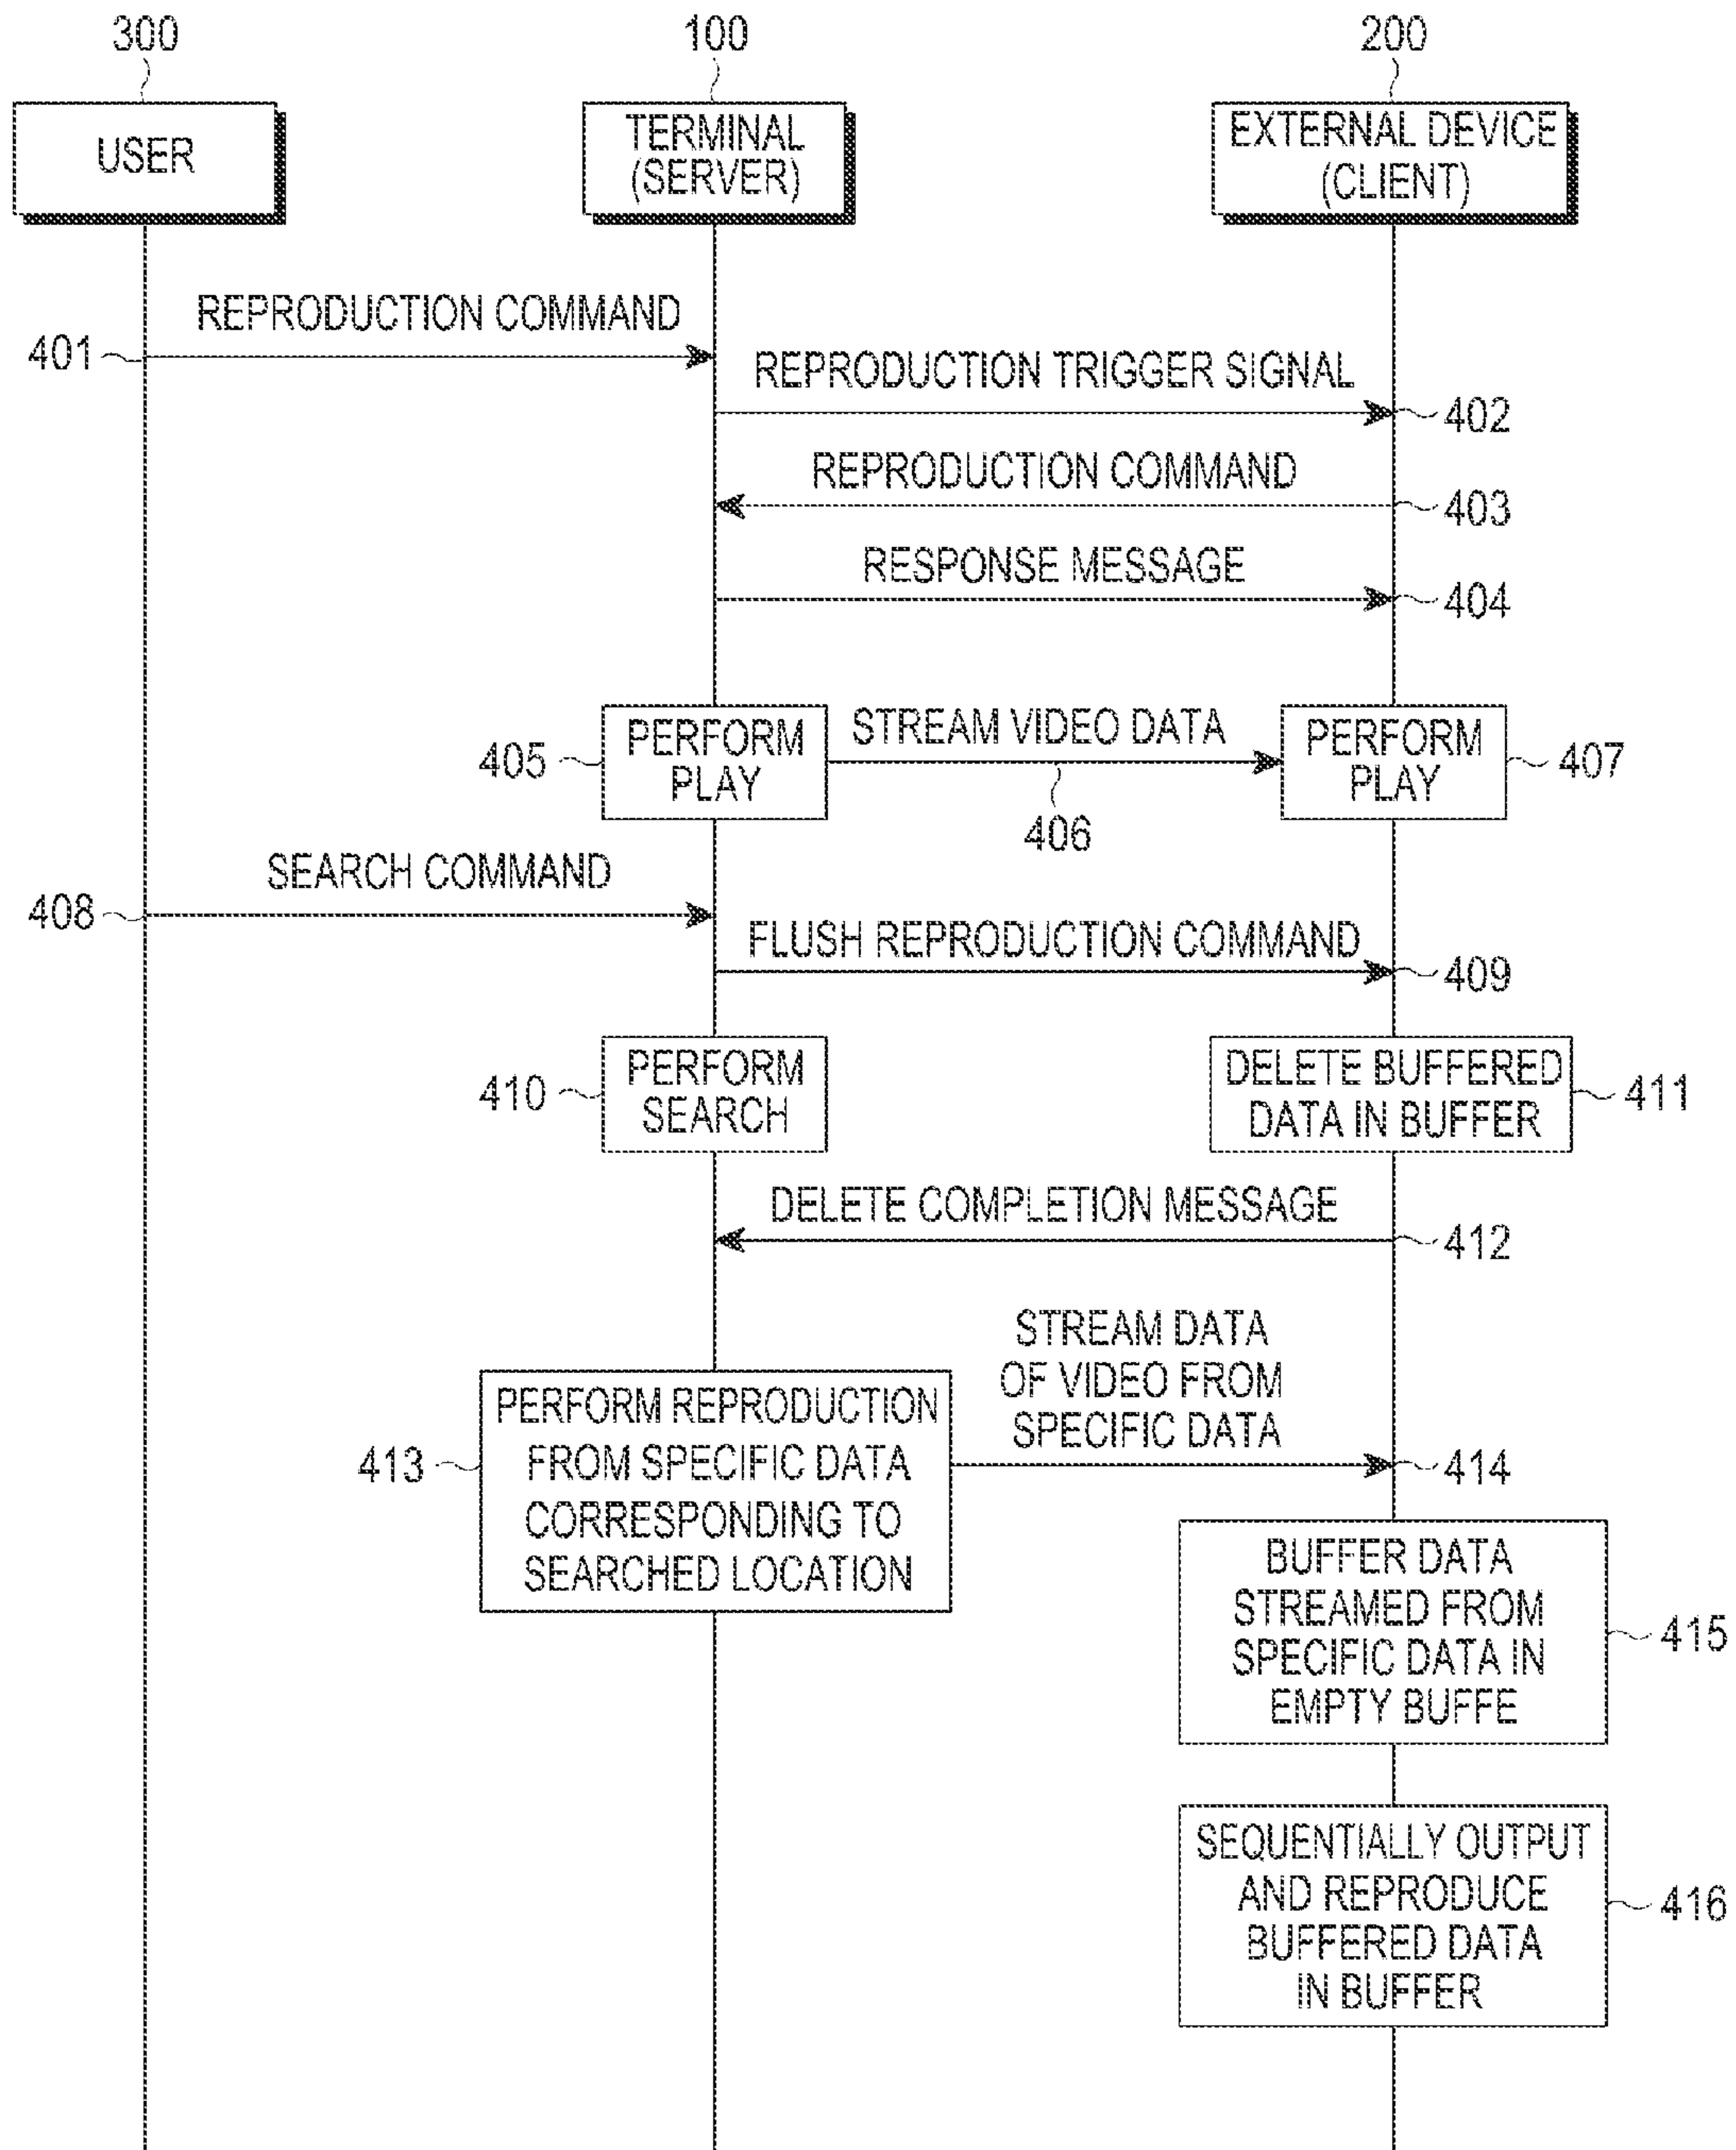 300
100
200
USER
TERMINAL
(SERVER)
EXTERNAL DEVICE
(CLIENT)
REPRODUCTION COMMAND
401
REPRODUCTION TRIGGER SIGNAL
402
REPRODUCTION COMMAND
403
RESPONSE MESSAGE
404
405
PERFORM
PLAY
STREAM VIDEO DATA
406
PERFORM
PLAY
407
SEARCH COMMAND
408
FLUSH REPRODUCTION COMMAND
409
410
PERFORM
SEARCH
DELETE BUFFERED
DATA IN BUFFER
411
DELETE COMPLETION MESSAGE
412
413
PERFORM REPRODUCTION
FROM SPECIFIC DATA
CORRESPONDING TO
SEARCHED LOCATION
STREAM DATA
OF VIDEO FROM
SPECIFIC DATA
414
BUFFER DATA
STREAMED FROM
SPECIFIC DATA IN
EMPTY BUFFE
415
SEQUENTIALLY OUTPUT
AND REPRODUCE
BUFFERED DATA
IN BUFFER
416